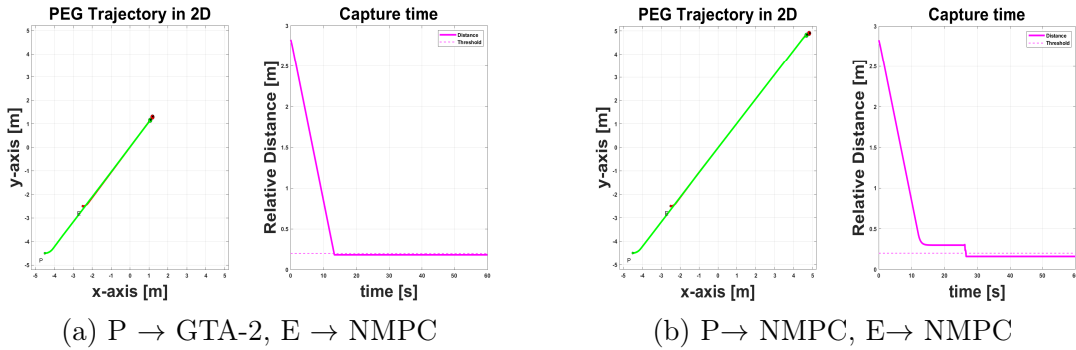 PEG Trajectory in 2D
5
4
3
2
1
0
-1
-2
-3
-4
-5
y-axis [m]
E
P
-5 -4 -3 -2 -1 0 1 2 3 4 5
x-axis [m]
Capture time
Distance
Threshold
3
2.5
2
1.5
1
0.5
0
Relative Distance [m]
0 10 20 30 40 50 60
time [s]
(a) P → GTA-2, E → NMPC
PEG Trajectory in 2D
5
4
3
2
1
0
-1
-2
-3
-4
-5
y-axis [m]
E
P
-5 -4 -3 -2 -1 0 1 2 3 4 5
x-axis [m]
Capture time
Distance
Threshold
3
2.5
2
1.5
1
0.5
0
Relative Distance [m]
0 10 20 30 40 50 60
time [s]
(b) P→ NMPC, E→ NMPC